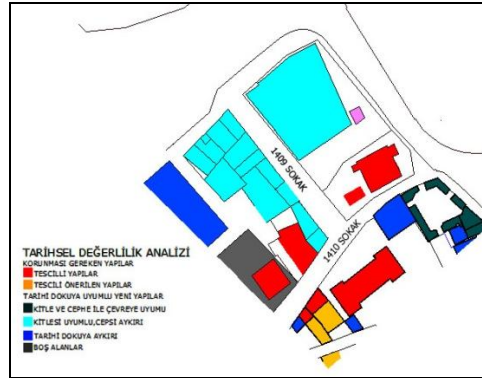 1409 SOKAK
1410 SOKAK
TARİHSEL DEĞERLİLİK ANALİZİ
KORUNMASI GEREKEN YAPILAR
TESCİLLİ YAPILAR
TESCİLİ ÖNERİLEN YAPILAR
TARİHİ DOKUYA UYUMLU YENİ YAPILAR
KİTLE VE CEPHE İLE ÇEVREYE UYUMU
KİTLESİ UYUMLU,CEPSİ AYKIRI
TARİHİ DOKUYA AYKIRI
BOŞ ALANLAR